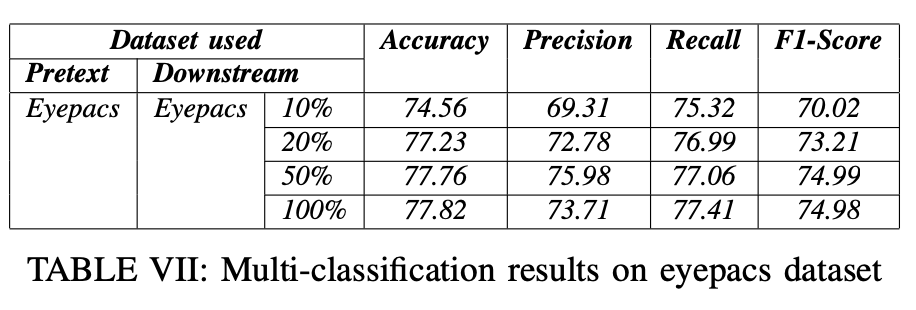 Dataset used Accuracy Precision Recall F1-Score
Pretext Downstream
Eyepacs Eyepacs 10% 74.56 69.31 75.32 70.02
20% 77.23 72.78 76.99 73.21
50% 77.76 75.98 77.06 74.99
100% 77.82 73.71 77.41 74.98
TABLE VII: Multi-classification results on eyepacs dataset